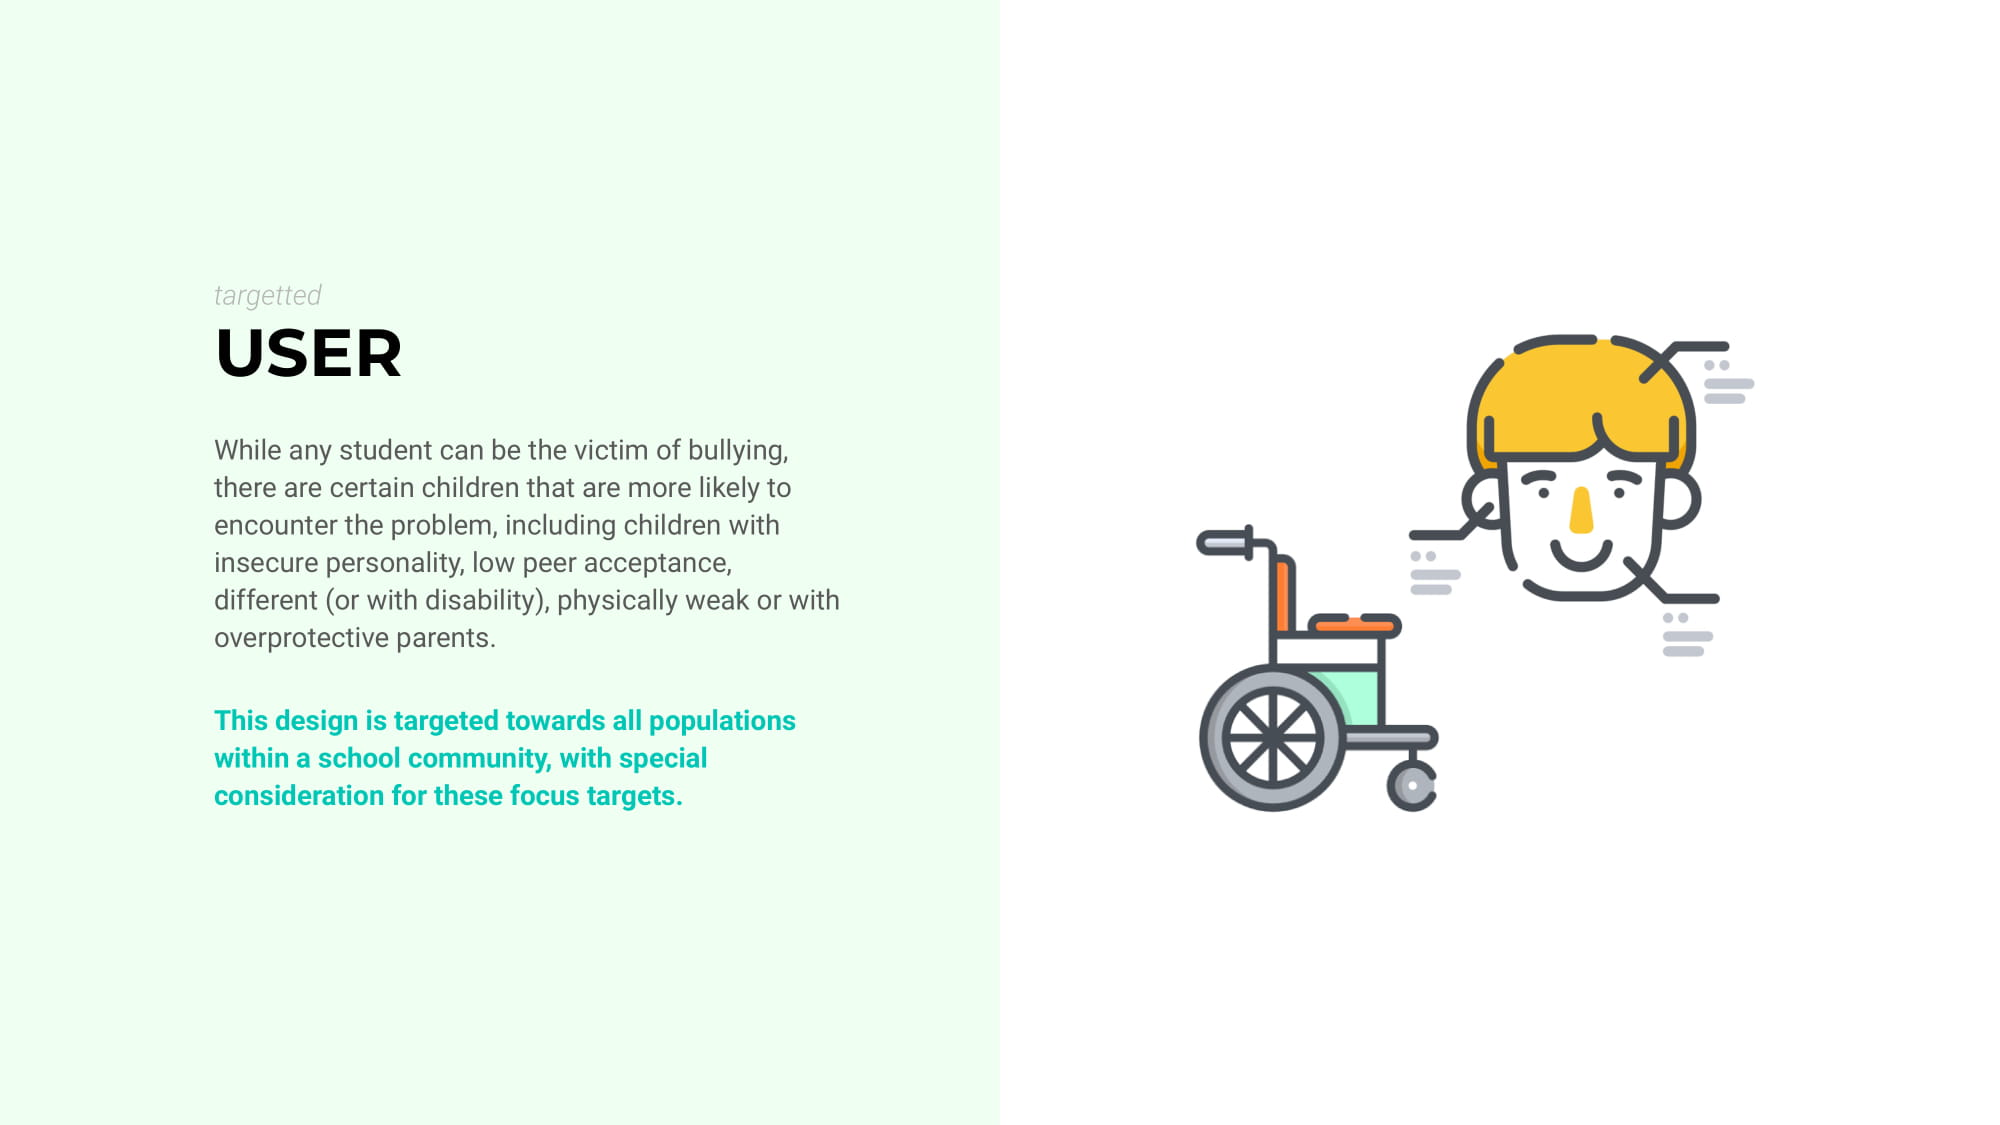 targetted
USER
While any student can be the victim of bullying,
there are certain children that are more likely to
encounter the problem, including children with
insecure personality, low peer acceptance,
different (or with disability), physically weak or with
overprotective parents.
This design is targeted towards all populations
within a school community, with special
consideration for these focus targets.